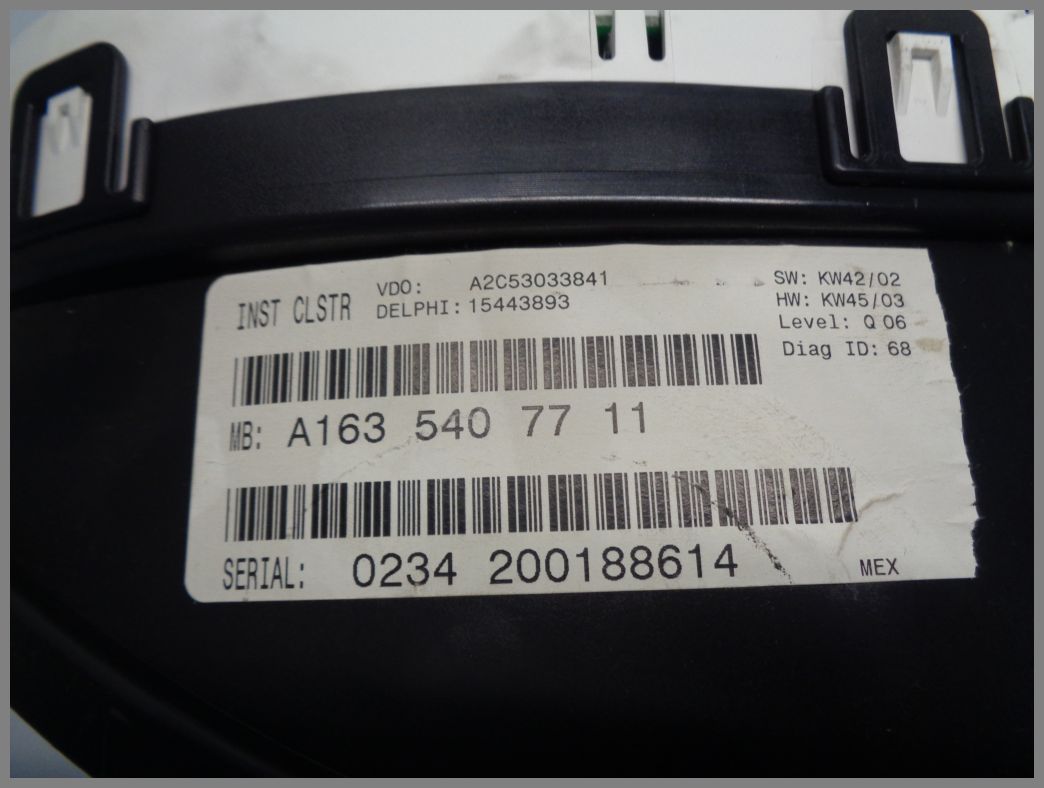 INST CLSTR
VDO: A2C53033841
DELPHI: 15443893
SW: KW42/02
HW: KW45/03
Level: Q 06
Diag ID: 68
MB: A163 540 77 11
SERIAL: 0234 200188614
MEX